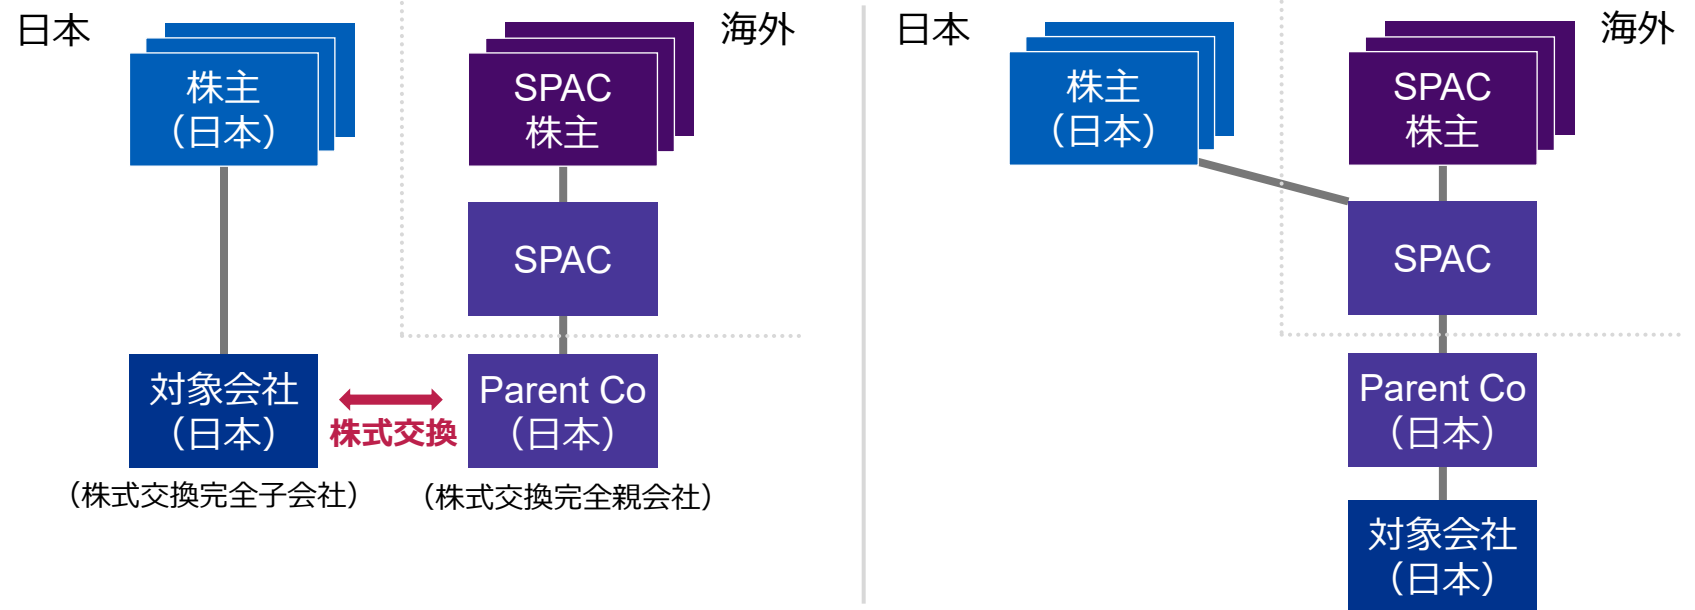 日本
株主
（日本）
SPAC
株主
海外
SPAC
対象会社
（日本）
株式交換
Parent Co
（日本）
（株式交換完全子会社）
（株式交換完全親会社）
日本
株主
（日本）
SPAC
株主
海外
SPAC
Parent Co
（日本）
対象会社
（日本）